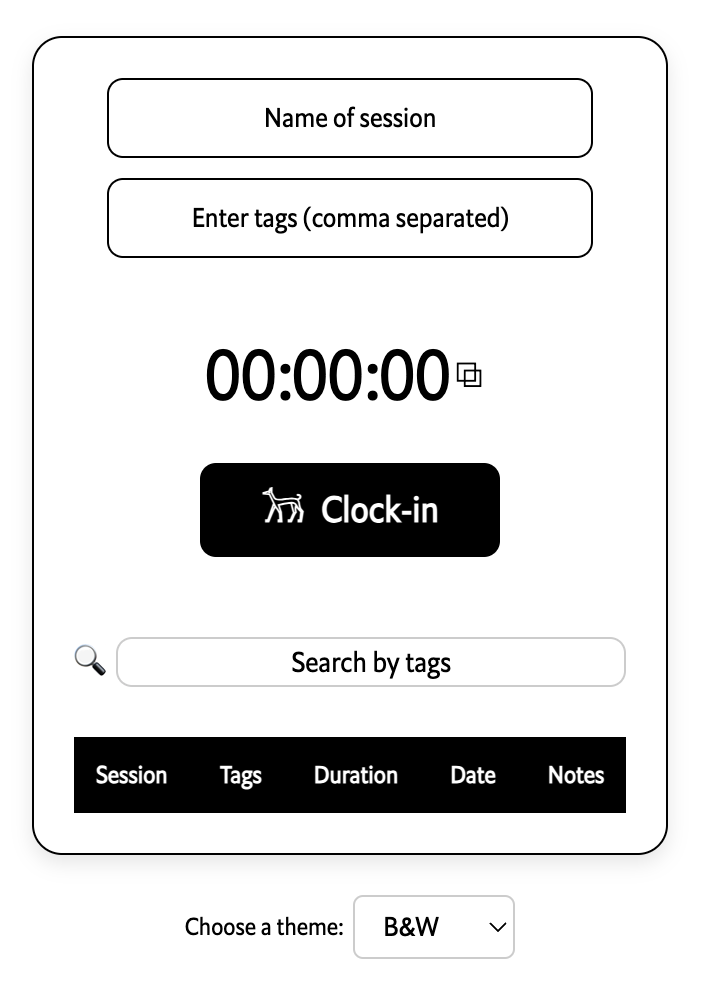 Name of session
Enter tags (comma separated)
00:00:00
Clock-in
Search by tags
Session Tags Duration Date Notes
Choose a theme: B&W